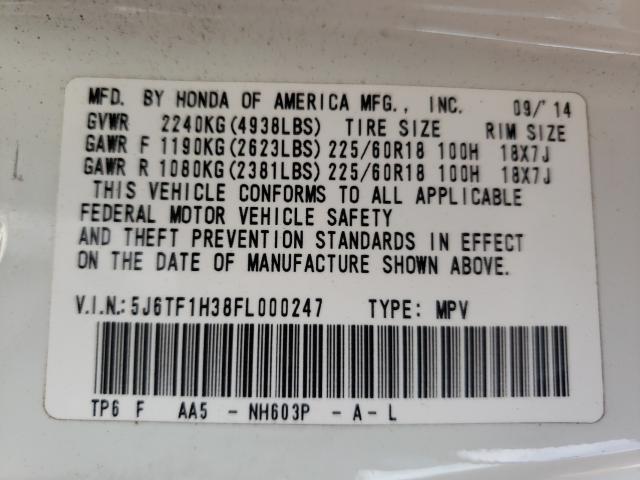 MFD. BY HONDA OF AMERICA MFG., INC. 09/'14
GVWR 2240KG(4938LBS) TIRE SIZE RIM SIZE
GAWR F 1190KG(2623LBS) 225/60R18 100H 18X7J
GAWR R 1080KG(2381LBS) 225/60R18 100H 18X7J
THIS VEHICLE CONFORMS TO ALL APPLICABLE
FEDERAL MOTOR VEHICLE SAFETY
AND THEFT PREVENTION STANDARDS IN EFFECT
ON THE DATE OF MANUFACTURE SHOWN ABOVE.
V.I.N.:5J6TF1H38FL000247 TYPE: MPV
TP6 F AA5 - NH603P - A - L